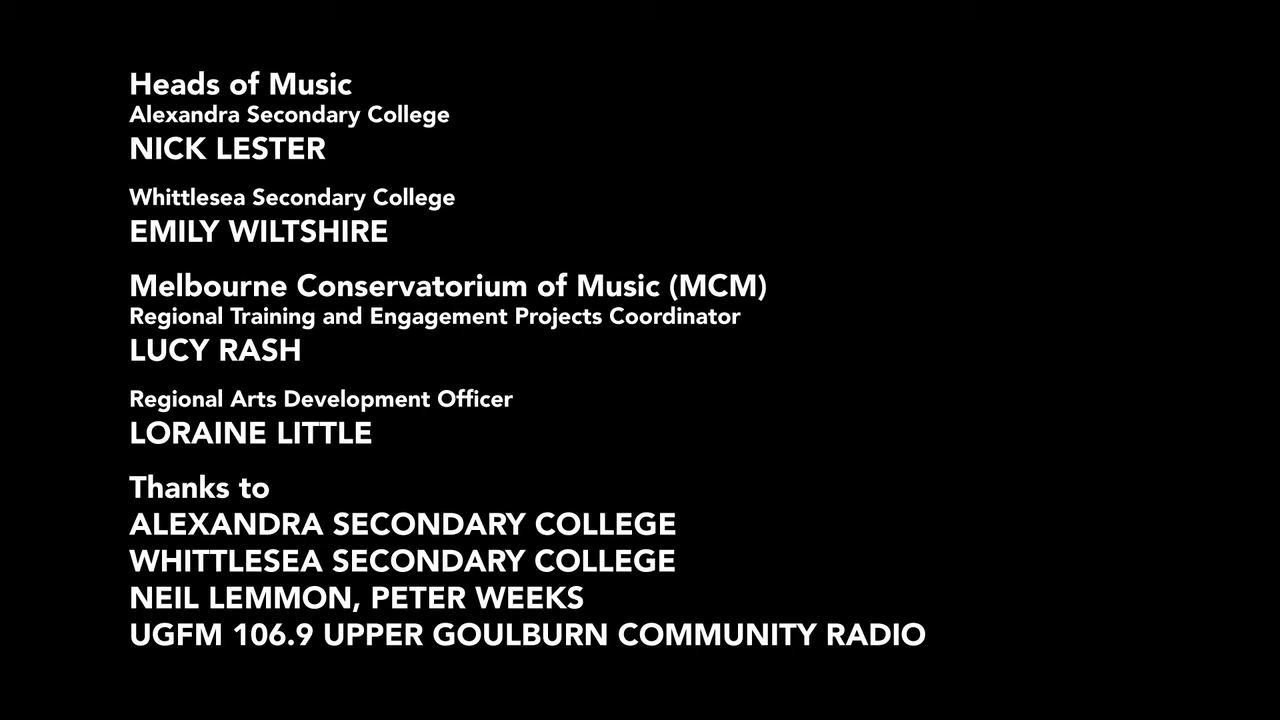 Heads of Music
Alexandra Secondary College
NICK LESTER
Whittlesea Secondary College
EMILY WILTSHIRE
Melbourne Conservatorium of Music (MCM)
Regional Training and Engagement Projects Coordinator
LUCY RASH
Regional Arts Development Officer
LORAINE LITTLE
Thanks to
ALEXANDRA SECONDARY COLLEGE
WHITTLESEA SECONDARY COLLEGE
NEIL LEMMON, PETER WEEKS
UGFM 106.9 UPPER GOULBURN COMMUNITY RADIO